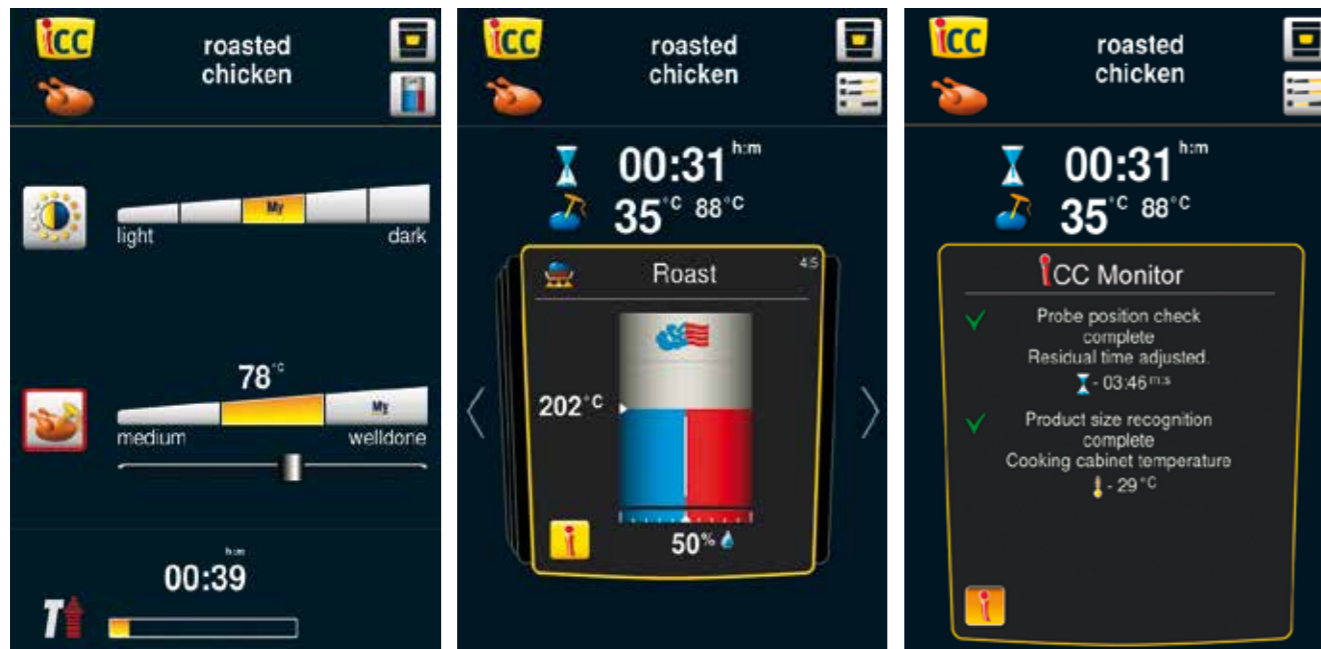 iCC
roasted
chicken
My
light dark
78°C
My
medium welldone
h:m
00:39
T
iCC
roasted
chicken
00:31 h:m
35°C 88°C
Roast 4/5
202°C
i
50%
iCC
roasted
chicken
00:31 h:m
35°C 88°C
iCC Monitor
Probe position check
complete
Residual time adjusted.
- 03:46 m:s
Product size recognition
complete
Cooking cabinet temperature
- 29 °C
i